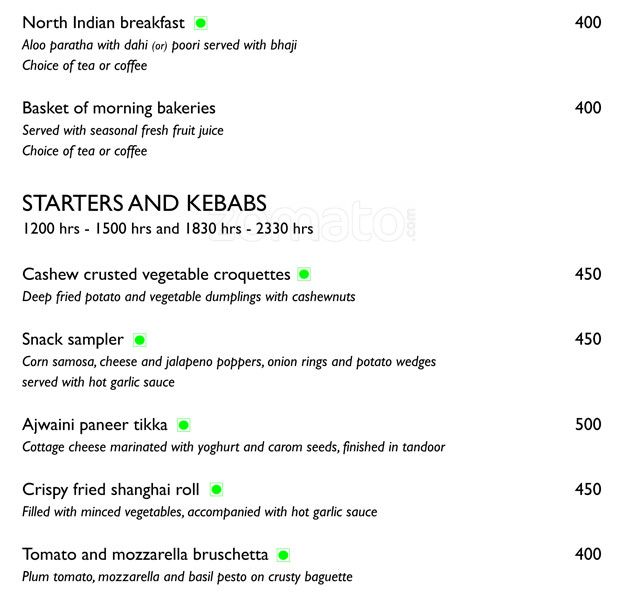 North Indian breakfast 400
Aloo paratha with dahi (or) poori served with bhaji
Choice of tea or coffee
Basket of morning bakeries 400
Served with seasonal fresh fruit juice
Choice of tea or coffee
STARTERS AND KEBABS
zomato.com
1200 hrs - 1500 hrs and 1830 hrs - 2330 hrs
Cashew crusted vegetable croquettes 450
Deep fried potato and vegetable dumplings with cashewnuts
Snack sampler 450
Corn samosa, cheese and jalapeno poppers, onion rings and potato wedges
served with hot garlic sauce
Ajwaini paneer tikka 500
Cottage cheese marinated with yoghurt and carom seeds, finished in tandoor
Crispy fried shanghai roll 450
Filled with minced vegetables, accompanied with hot garlic sauce
Tomato and mozzarella bruschetta 400
Plum tomato, mozzarella and basil pesto on crusty baguette